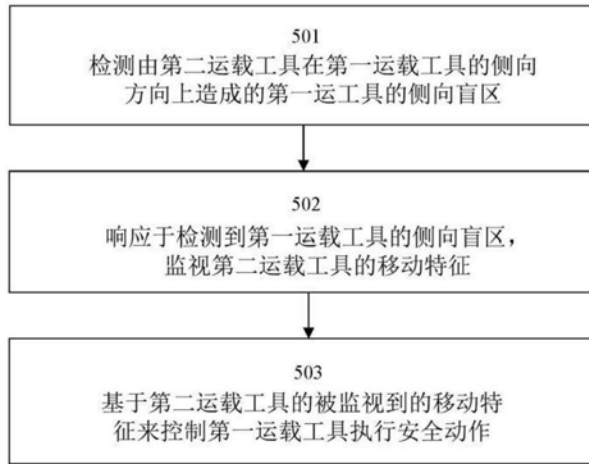 501
检测由第二运载工具在第一运载工具的侧向
方向上造成的第一运工具的侧向盲区
502
响应于检测到第一运载工具的侧向盲区，
监视第二运载工具的移动特征
503
基于第二运载工具的被监视到的移动特
征来控制第一运载工具执行安全动作